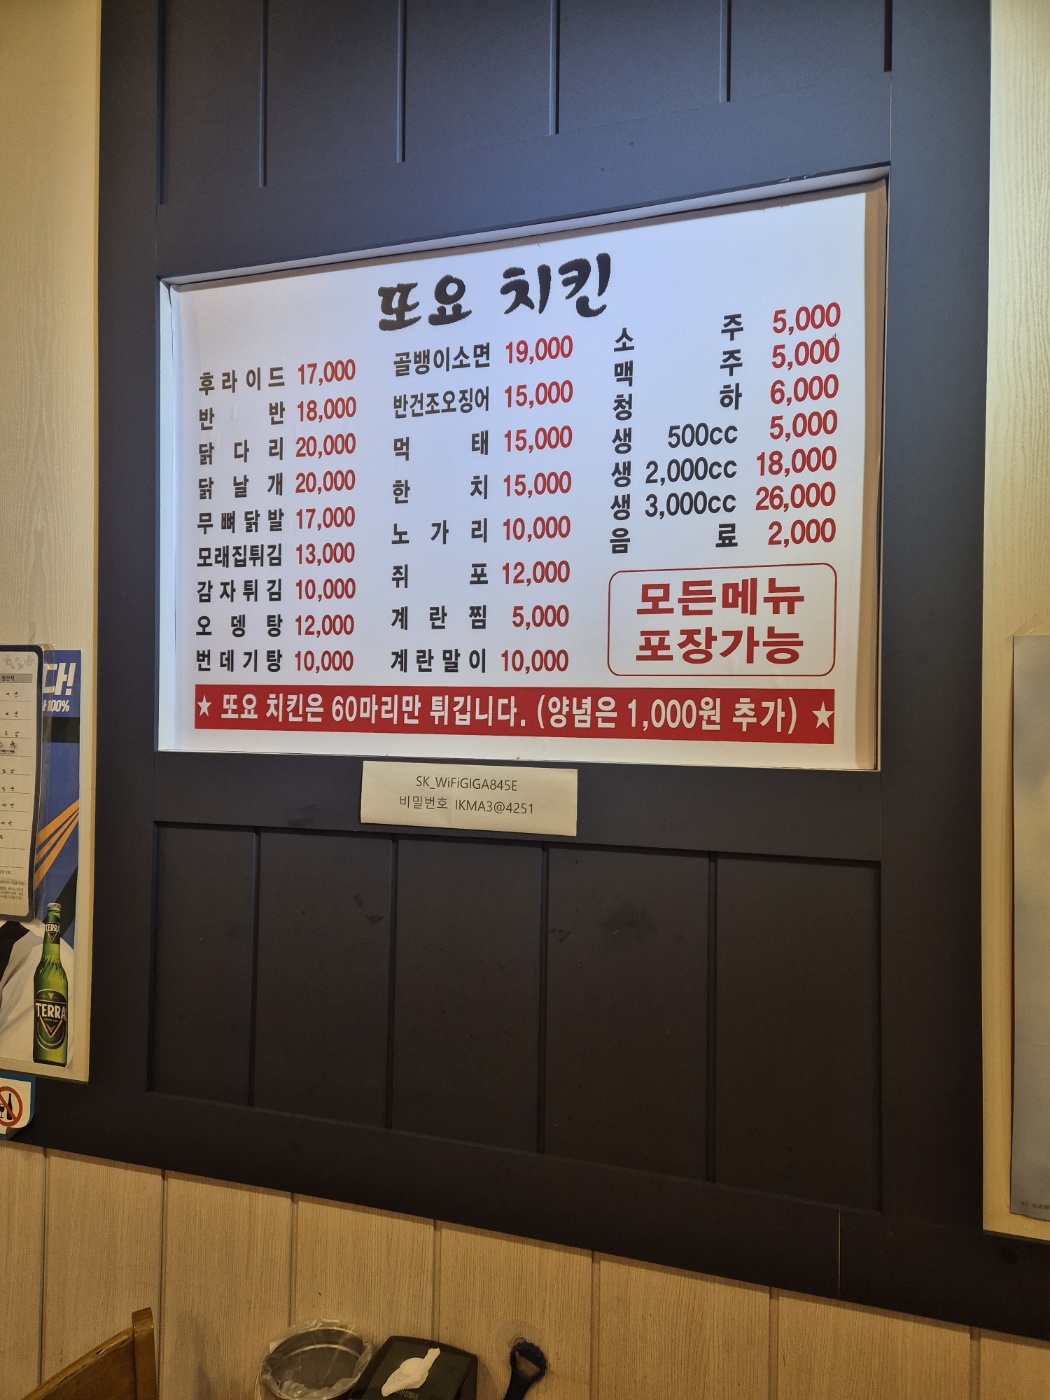 또요 치킨
후라이드 17,000
반반 18,000
닭다리 20,000
닭날개 20,000
무뼈닭발 17,000
모래집튀김 13,000
감자튀김 10,000
오뎅탕 12,000
번데기탕 10,000
골뱅이소면 19,000
반건조오징어 15,000
먹태 15,000
한치 15,000
노가리 10,000
쥐포 12,000
계란찜 5,000
계란말이 10,000
소주 5,000
맥주 5,000
청하 6,000
생 500cc 5,000
생 2,000cc 18,000
생 3,000cc 26,000
음료 2,000
모든메뉴
포장가능
★ 또요 치킨은 60마리만 튀깁니다. (양념은 1,000원 추가) ★
SK_WiFiGIGA845E
비밀번호 IKMA3@4251
다!
100%
TERRA
TERRA